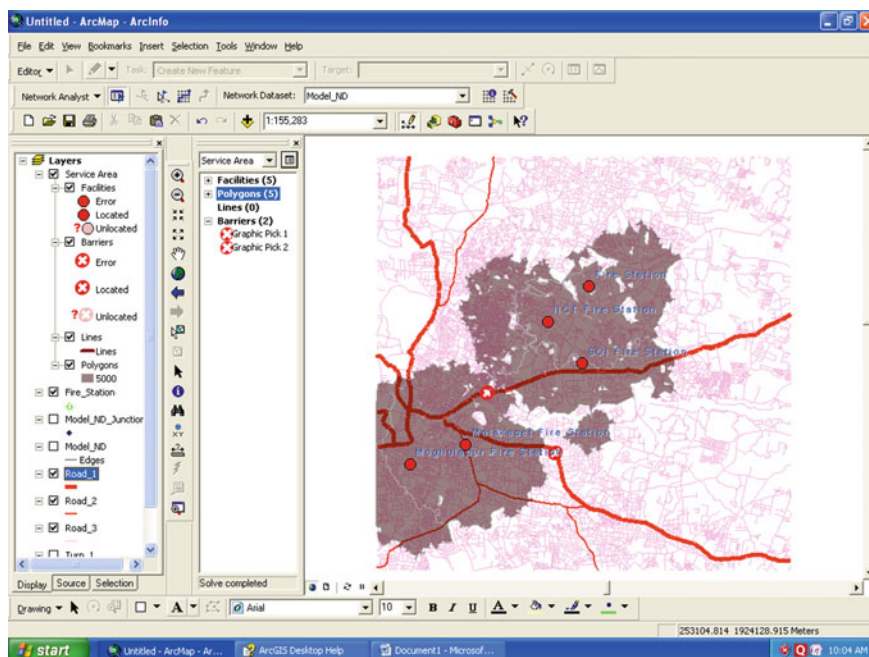 Untitled - ArcMap - ArcInfo
File Edit View Bookmarks Insert Selection Tools Window Help
Editor Task: Create New Feature Target:
Network Analyst Network Dataset: Model_ND
1:155,283
Layers
Service Area
Facilities
Error
Located
Unlocated
Barriers
Error
Located
Unlocated
Lines
Lines
Polygons
5000
Fire_Station
Model_ND_Junction
Model_ND
Edges
Road_1
Road_2
Road_3
Turn_1
Display Source Selection
Service Area
Facilities (5)
Polygons (5)
Lines (0)
Barriers (2)
Graphic Pick 1
Graphic Pick 2
Solve completed
Fire Station
Fire Station
Fire Station
Malakapet Fire Station
Moghulpur Fire
Drawing A Arial 10 B I U A
253104.814 1924128.915 Meters
start Untitled - ArcMap - Ar... ArcGIS Desktop Help Document1 - Microsof... 10:04 AM